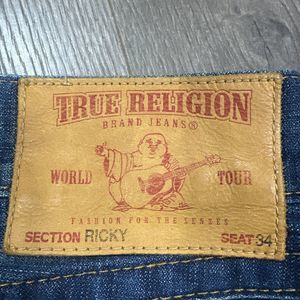 TRUE RELIGION
BRAND JEANS®
WORLD TOUR
FASHION FOR THE SENSES
SECTION RICKY SEAT 34